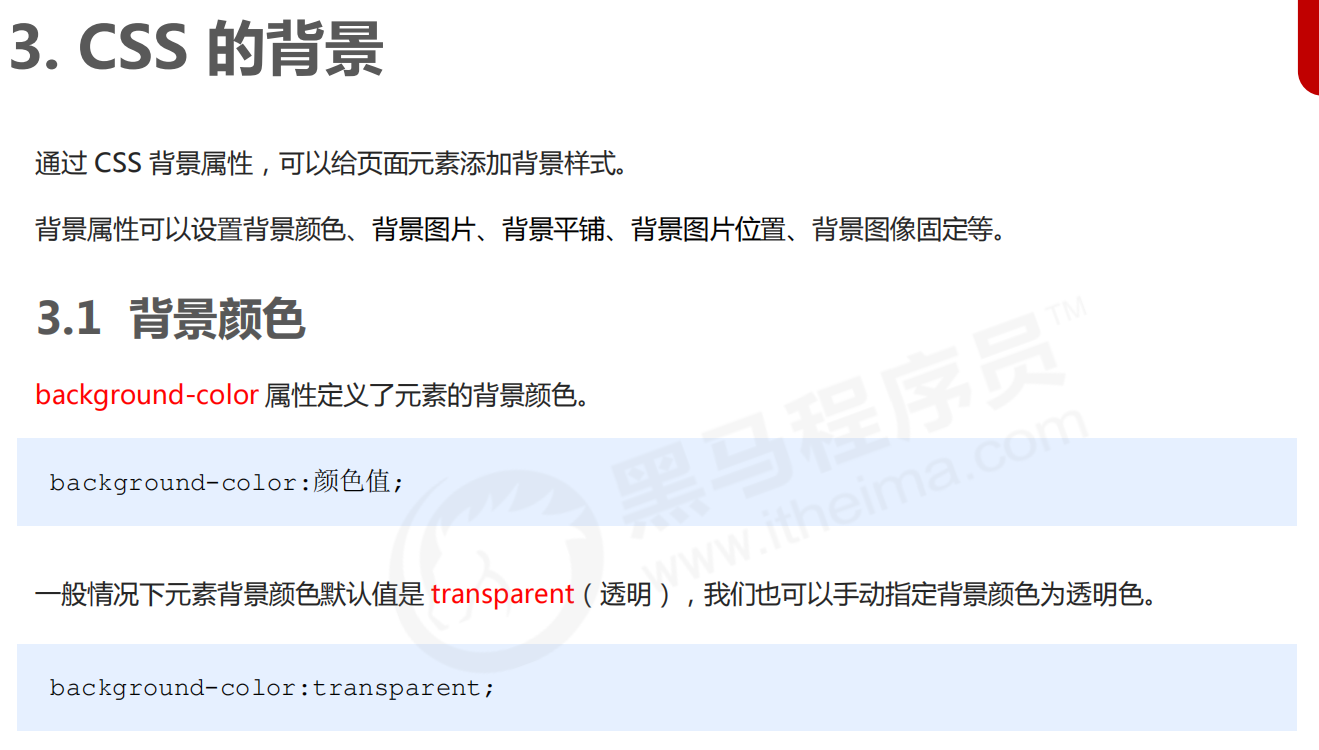 3. CSS 的背景
通过 CSS 背景属性，可以给页面元素添加背景样式。
背景属性可以设置背景颜色、背景图片、背景平铺、背景图片位置、背景图像固定等。
3.1 背景颜色
background-color 属性定义了元素的背景颜色。
background-color:颜色值;
一般情况下元素背景颜色默认值是 transparent（透明），我们也可以手动指定背景颜色为透明色。
background-color:transparent;
黑马程序员™
www.itheima.com